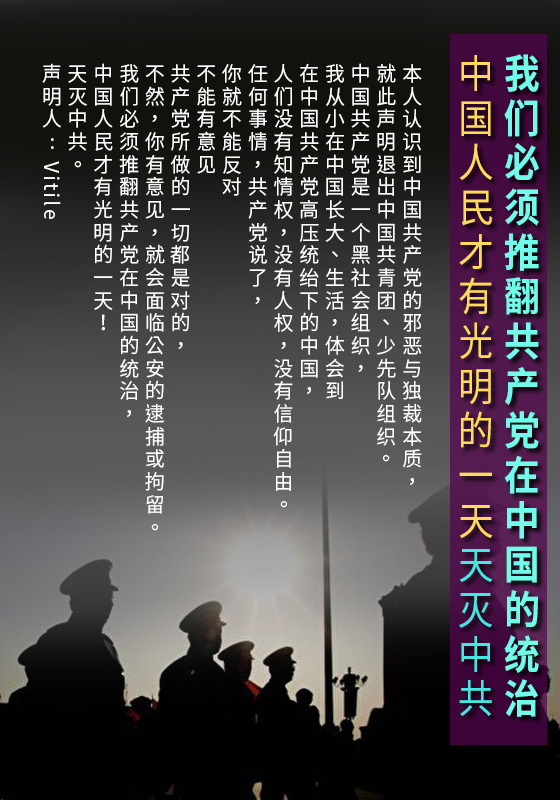 我们必须推翻共产党在中国的统治
中国人民才有光明的一天天灭中共
本人认识到中国共产党的邪恶与独裁本质，
就此声明退出中国共青团、少先队组织。
中国共产党是一个黑社会组织，
我从小在中国长大、生活，体会到
在中国共产党高压统给下的中国，
人们没有知情权，没有人权，没有信仰自由。
任何事情，共产党说了，
你就不能反对
不能有意见
共产党所做的一切都是对的，
不然，你有意见，就会面临公安的逮捕或拘留。
我们必须推翻共产党在中国的统治，
中国人民才有光明的一天！
天灭中共。
声明人：Vitile